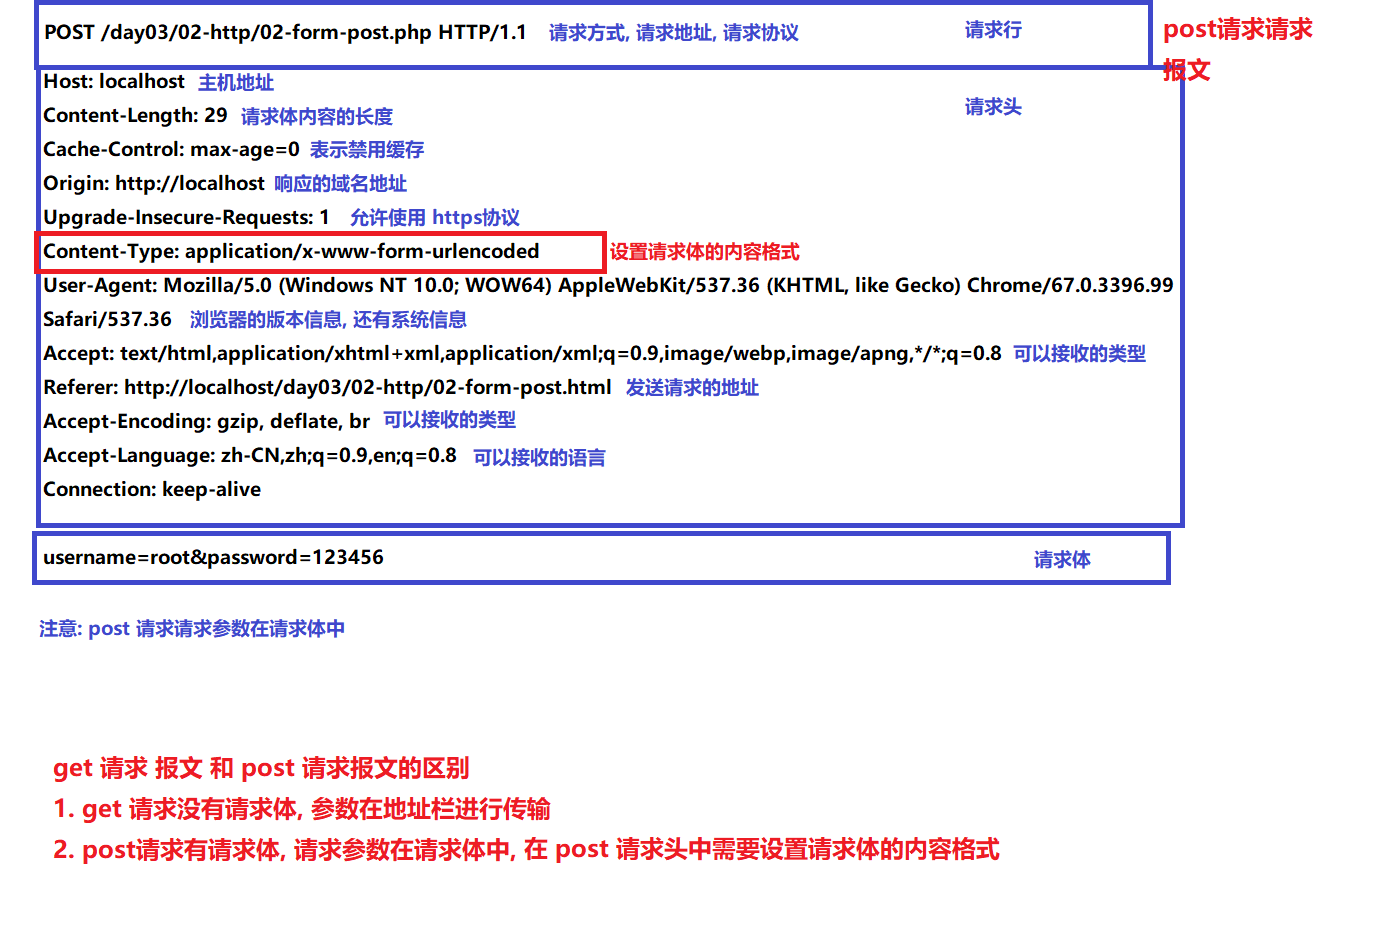 POST /day03/02-http/02-form-post.php HTTP/1.1 请求方式, 请求地址, 请求协议 请求行
post请求请求
报文
Host: localhost 主机地址
请求头
Content-Length: 29 请求体内容的长度
Cache-Control: max-age=0 表示禁用缓存
Origin: http://localhost 响应的域名地址
Upgrade-Insecure-Requests: 1 允许使用 https协议
Content-Type: application/x-www-form-urlencoded 设置请求体的内容格式
User-Agent: Mozilla/5.0 (Windows NT 10.0; WOW64) AppleWebKit/537.36 (KHTML, like Gecko) Chrome/67.0.3396.99
Safari/537.36 浏览器的版本信息, 还有系统信息
Accept: text/html,application/xhtml+xml,application/xml;q=0.9,image/webp,image/apng,*/*;q=0.8 可以接收的类型
Referer: http://localhost/day03/02-http/02-form-post.html 发送请求的地址
Accept-Encoding: gzip, deflate, br 可以接收的类型
Accept-Language: zh-CN,zh;q=0.9,en;q=0.8 可以接收的语言
Connection: keep-alive
username=root&password=123456 请求体
注意: post 请求请求参数在请求体中
get 请求 报文 和 post 请求报文的区别
1. get 请求没有请求体, 参数在地址栏进行传输
2. post请求有请求体, 请求参数在请求体中, 在 post 请求头中需要设置请求体的内容格式